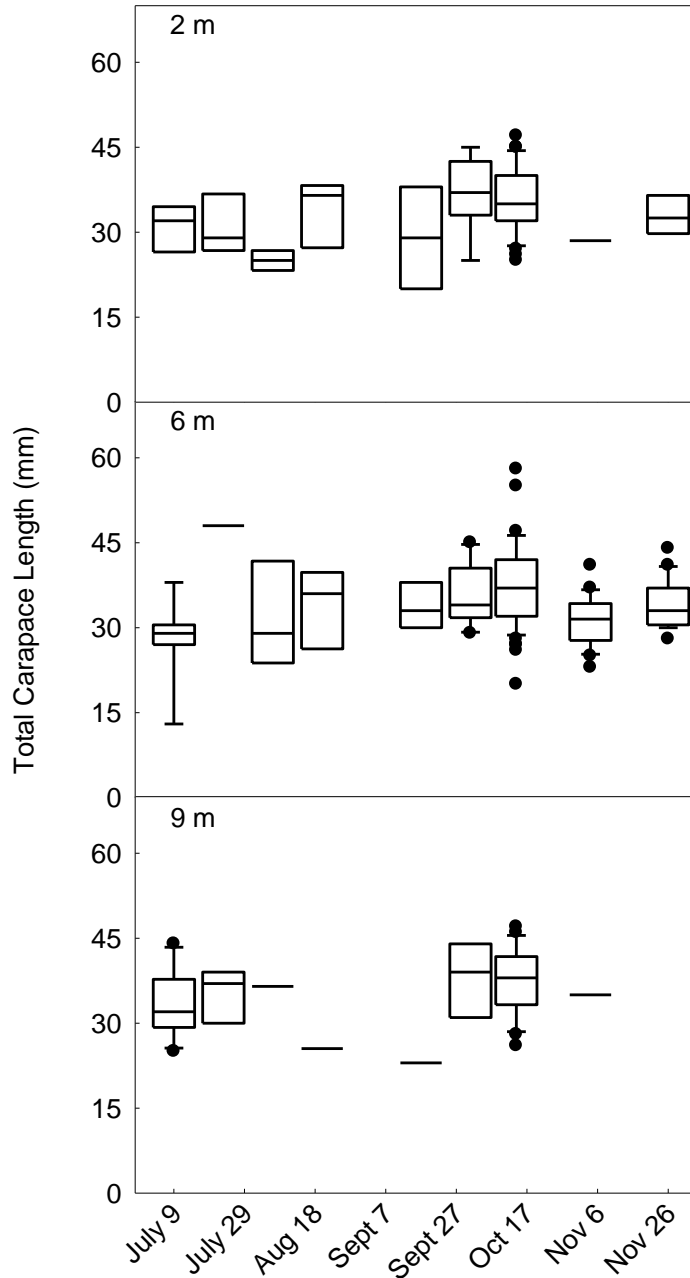 2 m
60
45
30
15
0
6 m
60
45
30
15
0
9 m
60
45
30
15
0
Total Carapace Length (mm)
July 9
July 29
Aug 18
Sept 7
Sept 27
Oct 17
Nov 6
Nov 26